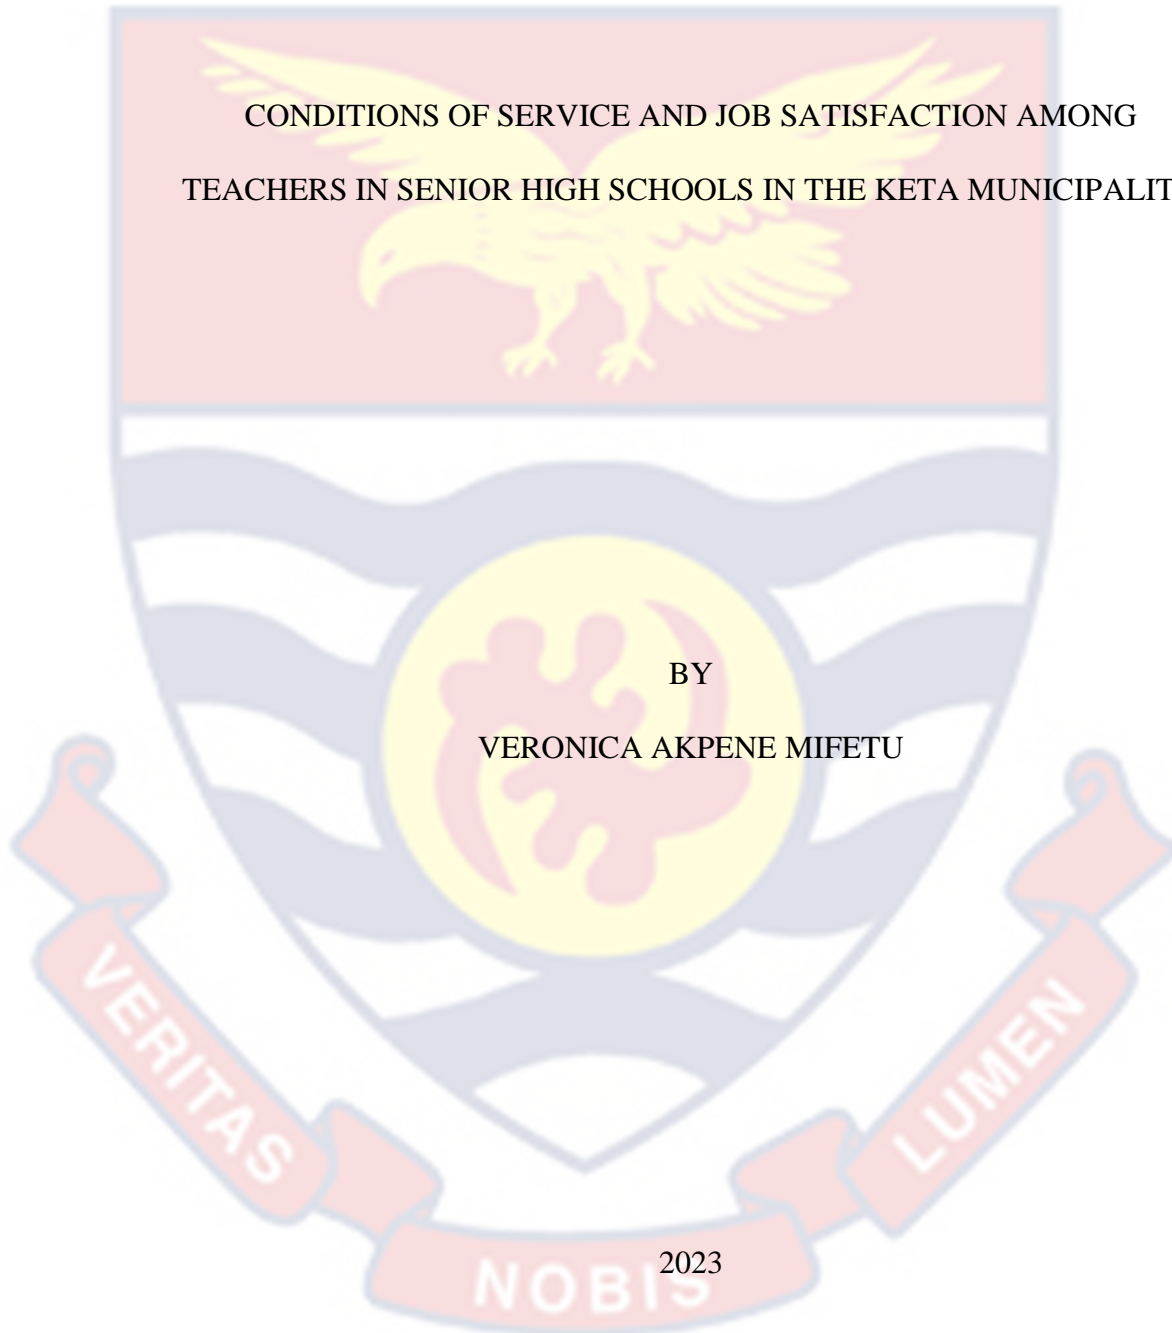 CONDITIONS OF SERVICE AND JOB SATISFACTION AMONG
TEACHERS IN SENIOR HIGH SCHOOLS IN THE KETA MUNICIPALIT
BY
VERONICA AKPENE MIFETU
VERITAS
LUMEN
2023
NOBIS